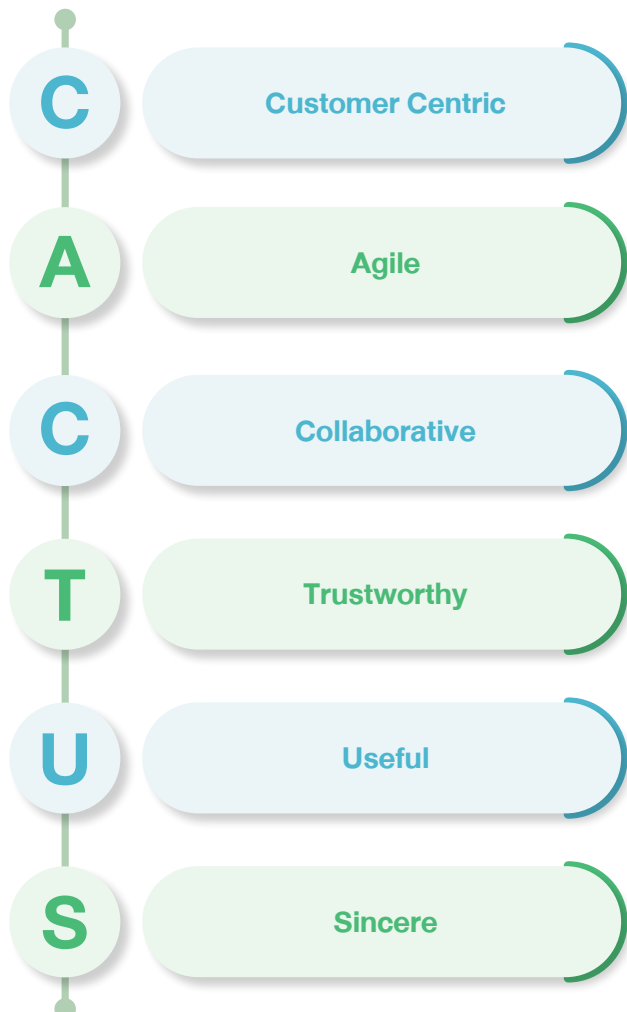 C
Customer Centric
A
Agile
C
Collaborative
T
Trustworthy
U
Useful
S
Sincere